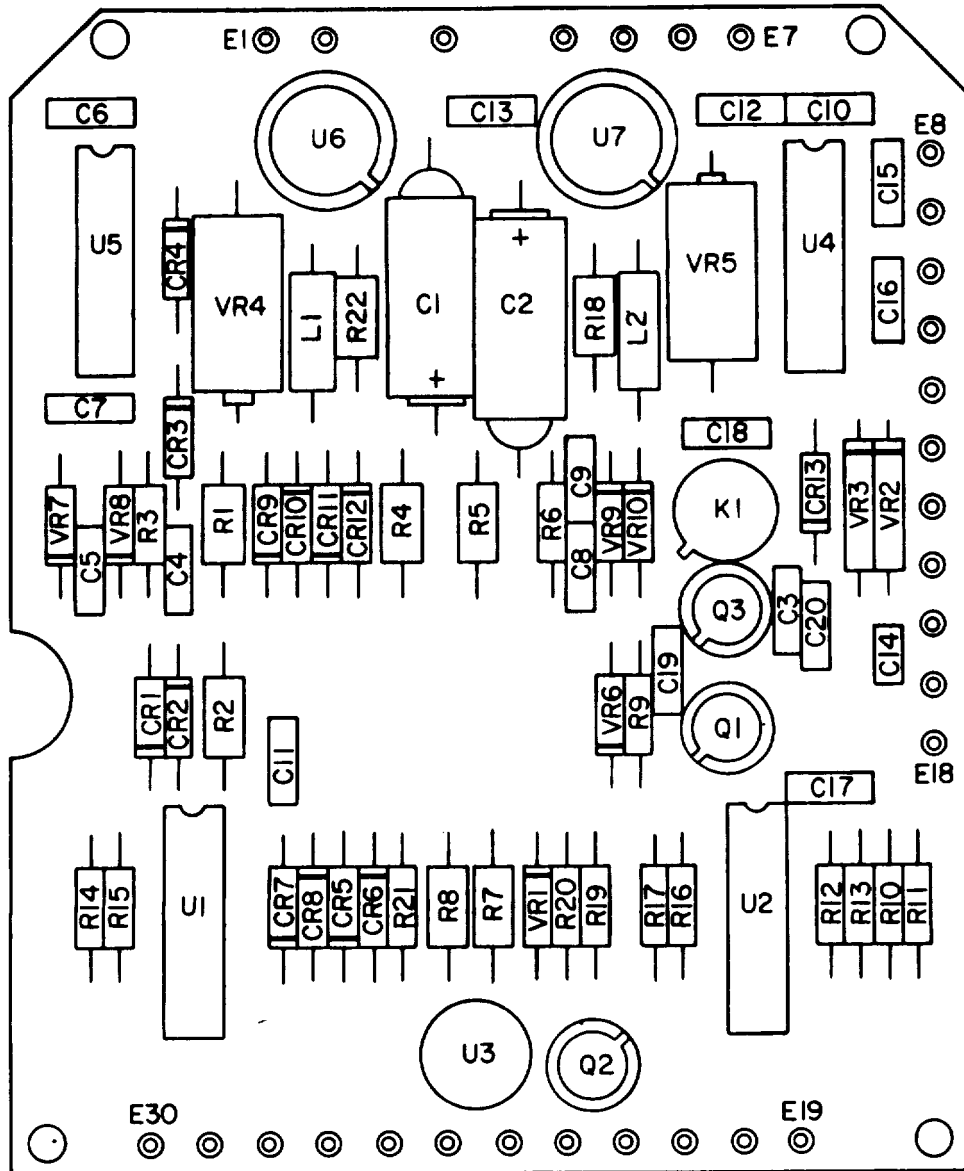 E1
E7
C6
U6
C13
U7
C12
C10
E8
U5
CR4
VR4
L1
R22
C1
+
+
C2
R18
L2
VR5
U4
C15
C16
C7
CR3
C18
VR7
C5
VR8
R3
C4
R1
CR9
CR10
CR11
CR12
R4
R5
R6
C9
C8
VR9
VR10
K1
CR13
VR3
VR2
Q3
C3
C20
C14
CR1
CR2
R2
C11
VR6
R9
C19
Q1
E18
C17
R14
R15
U1
CR7
CR8
CR5
CR6
R21
R8
R7
VR1
R20
R19
R17
R16
U2
R12
R13
R10
R11
U3
Q2
E30
E19